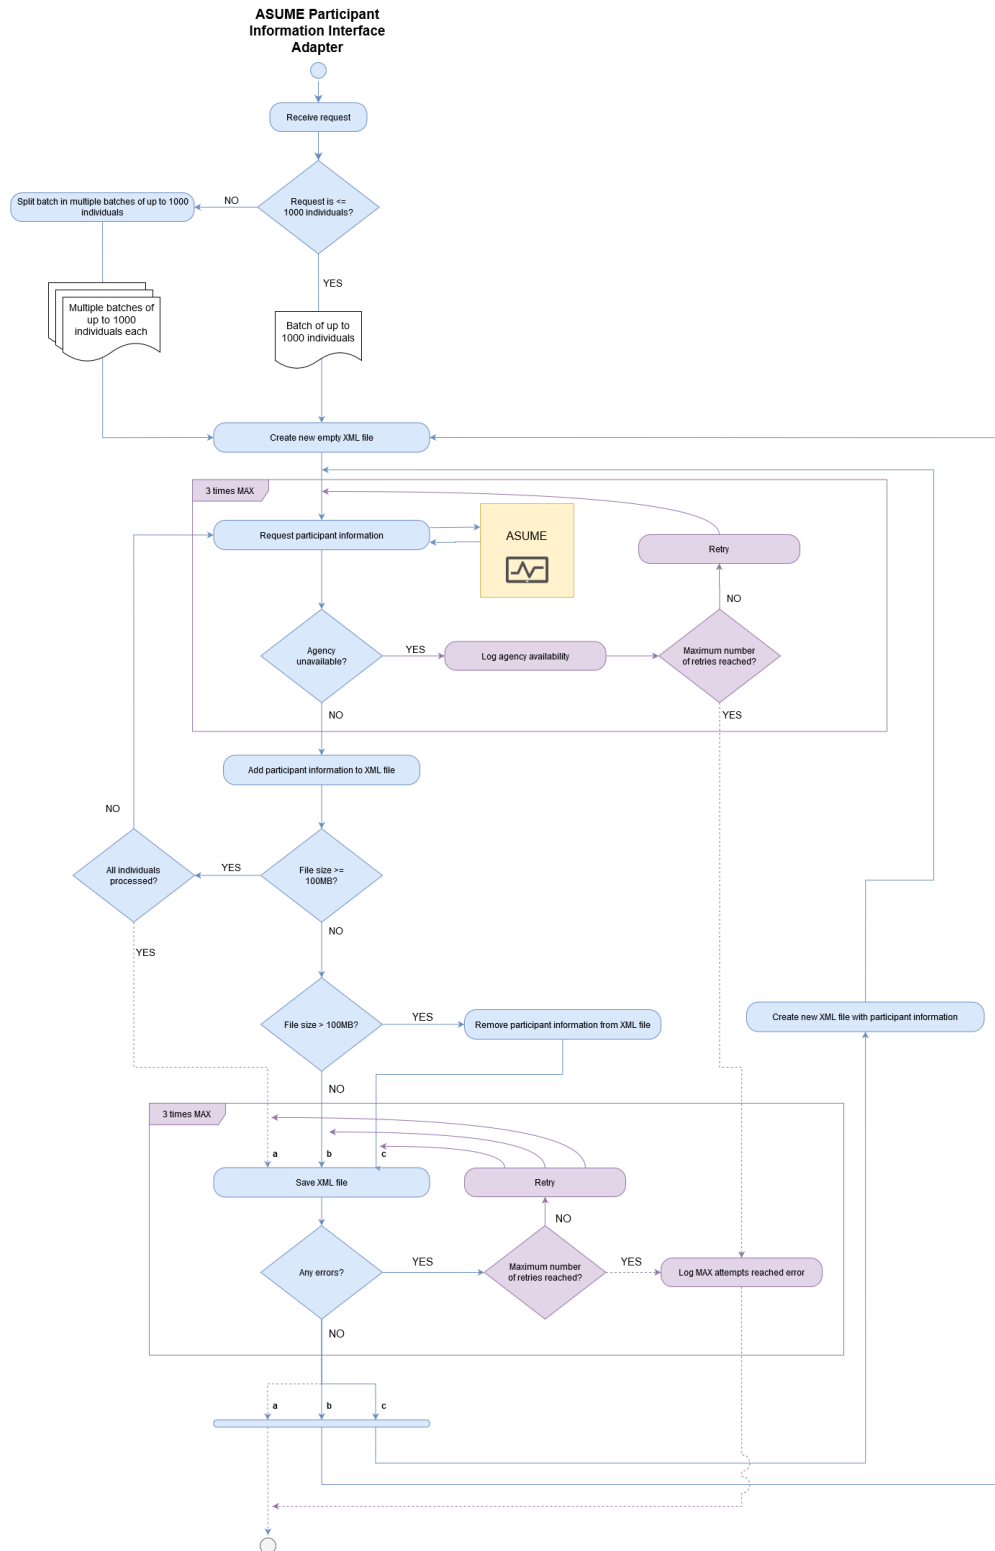 ASUME Participant
Information Interface
Adapter
Receive request
Request is <=
1000 individuals?
NO
Split batch in multiple batches of up to 1000
individuals
YES
Multiple batches of
up to 1000
individuals each
Batch of up to
1000 individuals
Create new empty XML file
3 times MAX
Request participant information
ASUME
Retry
NO
Agency
unavailable?
YES
Log agency availability
Maximum number
of retries reached?
NO
YES
Add participant information to XML file
NO
All individuals
processed?
YES
File size >=
100MB?
NO
YES
File size > 100MB?
YES
Remove participant information from XML file
Create new XML file with participant information
NO
3 times MAX
a
b
c
Save XML file
Retry
NO
Any errors?
YES
Maximum number
of retries reached?
YES
Log MAX attempts reached error
NO
a
b
c